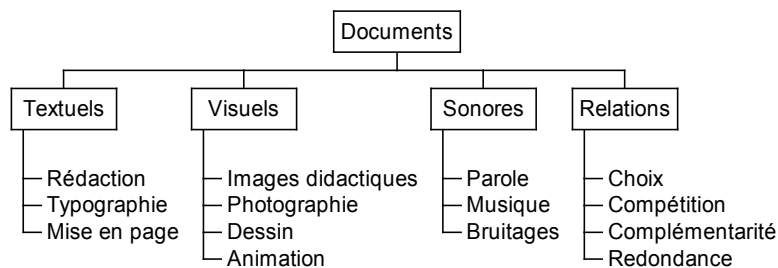 Documents
Textuels
Rédaction
Typographie
Mise en page
Visuels
Images didactiques
Photographie
Dessin
Animation
Sonores
Parole
Musique
Bruitages
Relations
Choix
Compétition
Complémentarité
Redondance